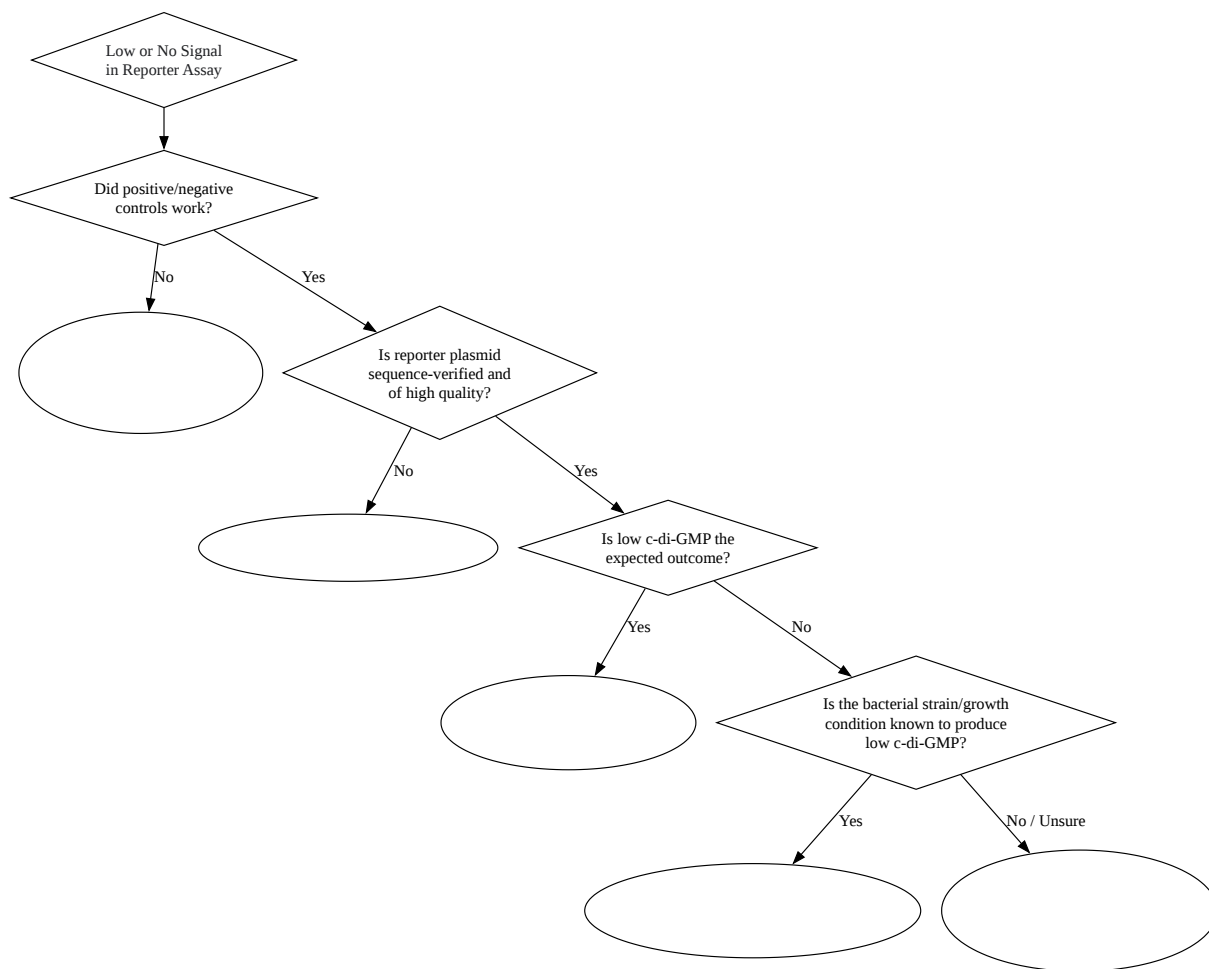 Low or No Signal
in Reporter Assay
Did positive/negative
controls work?
No
Yes
Is reporter plasmid
sequence-verified and
of high quality?
No
Yes
Is low c-di-GMP the
expected outcome?
Yes
No
Is the bacterial strain/growth
condition known to produce
low c-di-GMP?
Yes
No / Unsure